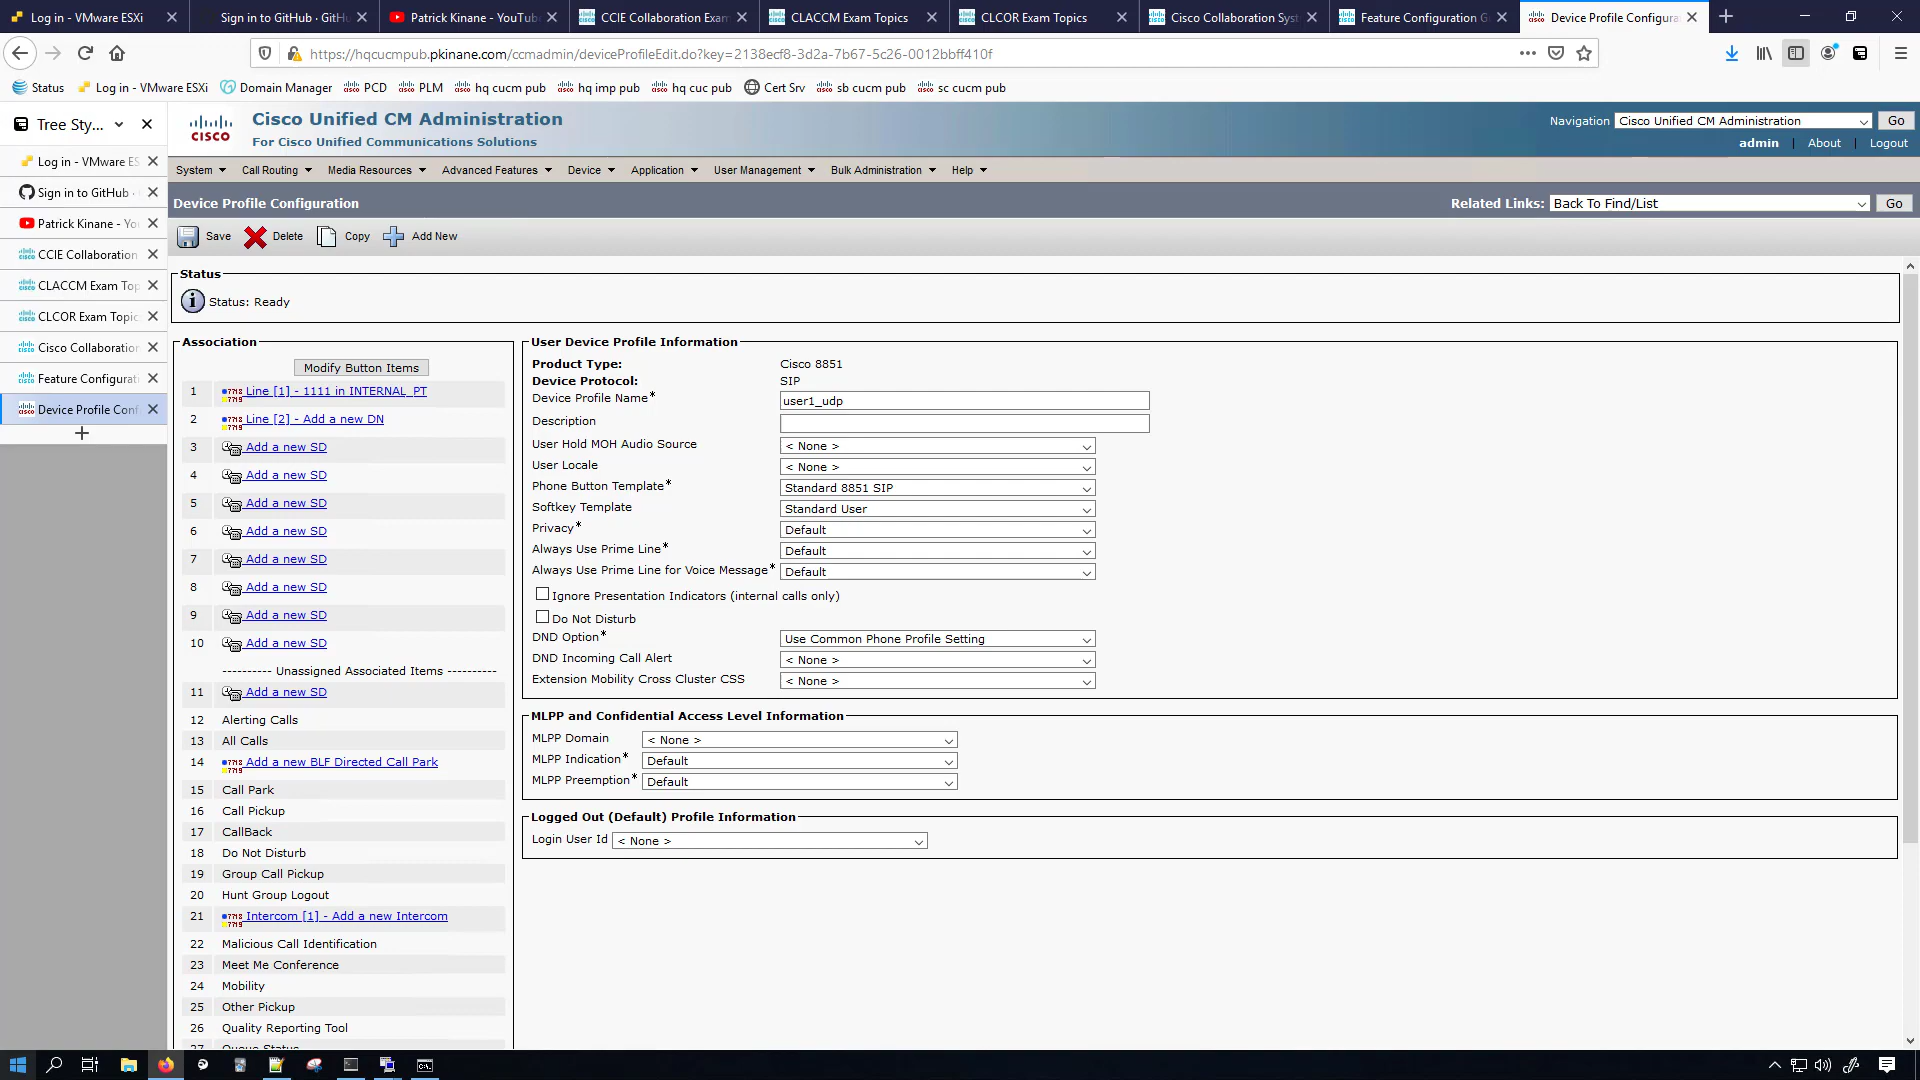 Log in - VMware ESXi
Sign in to GitHub · GitHu
Patrick Kinane - YouTube
CCIE Collaboration Exam
CLACCM Exam Topics
CLCOR Exam Topics
Cisco Collaboration Syst
Feature Configuration G
Device Profile Configura
https://hqcucmpub.pkinane.com/ccmadmin/deviceProfileEdit.do?key=2138ecf8-3d2a-7b67-5c26-0012bbff410f
Status
Log in - VMware ESXi
Domain Manager
PCD
PLM
hq cucm pub
hq imp pub
hq cuc pub
Cert Srv
sb cucm pub
sc cucm pub
Tree Sty...
Log in - VMware ES
Sign in to GitHub ·
Patrick Kinane - Yo
CCIE Collaboration
CLACCM Exam Top
CLCOR Exam Topic
Cisco Collaboration
Feature Configurat
Device Profile Conf
CISCO
Cisco Unified CM Administration
For Cisco Unified Communications Solutions
Navigation Cisco Unified CM Administration Go
admin | About | Logout
System Call Routing Media Resources Advanced Features Device Application User Management Bulk Administration Help
Device Profile Configuration
Related Links: Back To Find/List Go
Save Delete Copy Add New
Status
Status: Ready
Association
Modify Button Items
1 Line [1] - 1111 in INTERNAL_PT
2 Line [2] - Add a new DN
3 Add a new SD
4 Add a new SD
5 Add a new SD
6 Add a new SD
7 Add a new SD
8 Add a new SD
9 Add a new SD
10 Add a new SD
---------- Unassigned Associated Items ----------
11 Add a new SD
12 Alerting Calls
13 All Calls
14 Add a new BLF Directed Call Park
15 Call Park
16 Call Pickup
17 CallBack
18 Do Not Disturb
19 Group Call Pickup
20 Hunt Group Logout
21 Intercom [1] - Add a new Intercom
22 Malicious Call Identification
23 Meet Me Conference
24 Mobility
25 Other Pickup
26 Quality Reporting Tool
27 Queue Status
User Device Profile Information
Product Type: Cisco 8851
Device Protocol: SIP
Device Profile Name* user1_udp
Description
User Hold MOH Audio Source < None >
User Locale < None >
Phone Button Template* Standard 8851 SIP
Softkey Template Standard User
Privacy* Default
Always Use Prime Line* Default
Always Use Prime Line for Voice Message* Default
Ignore Presentation Indicators (internal calls only)
Do Not Disturb
DND Option* Use Common Phone Profile Setting
DND Incoming Call Alert < None >
Extension Mobility Cross Cluster CSS < None >
MLPP and Confidential Access Level Information
MLPP Domain < None >
MLPP Indication* Default
MLPP Preemption* Default
Logged Out (Default) Profile Information
Login User Id < None >